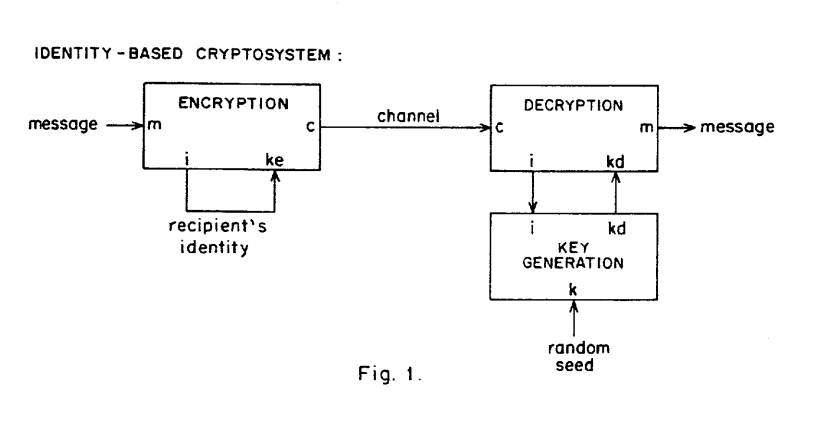 IDENTITY-BASED CRYPTOSYSTEM :
ENCRYPTION
message
m
c
i
ke
recipient's
identity
channel
DECRYPTION
c
m
message
i
kd
i
kd
KEY
GENERATION
k
random
seed
Fig. 1.